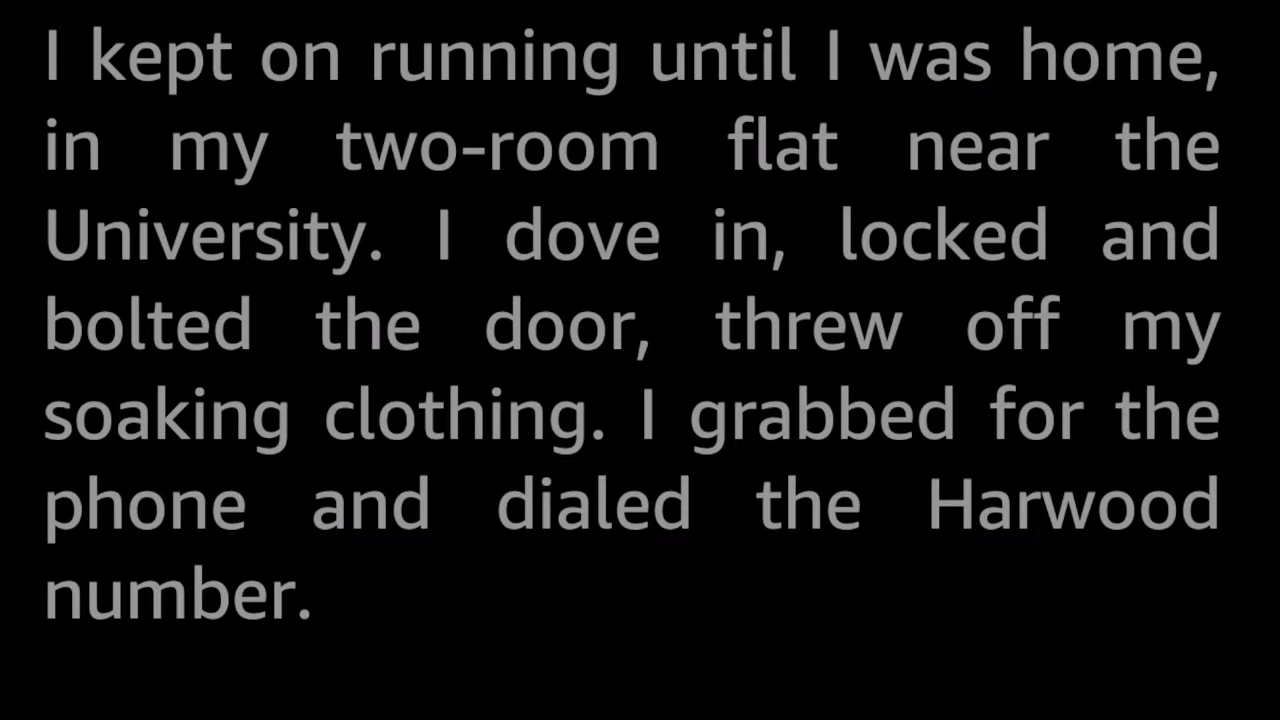 I kept on running until I was home,
in my two-room flat near the
University. I dove in, locked and
bolted the door, threw off my
soaking clothing. I grabbed for the
phone and dialed the Harwood
number.